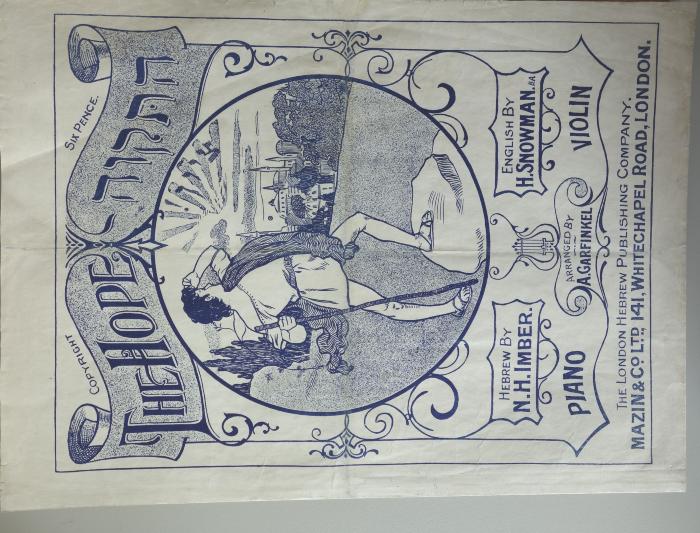 COPYRIGHT
SIX PENCE.
THE HOPE
התקוה
HEBREW BY
N.H. IMBER.
ENGLISH BY
H. SNOWMAN. B.A.
PIANO
ARRANGED BY
A. GARFINKEL
VIOLIN
THE LONDON HEBREW PUBLISHING COMPANY.
MAZIN & CO. LTD., 141, WHITECHAPEL ROAD, LONDON.